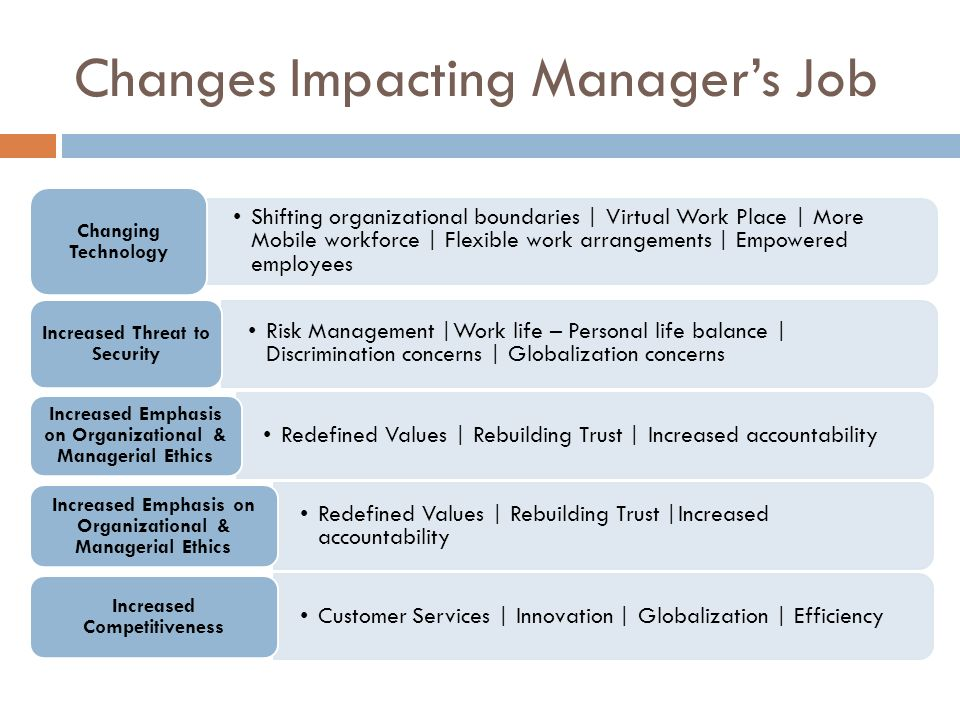 Changes Impacting Manager’s Job
Changing
Technology
• Shifting organizational boundaries | Virtual Work Place | More
Mobile workforce | Flexible work arrangements | Empowered
employees
Increased Threat to
Security
• Risk Management |Work life – Personal life balance |
Discrimination concerns | Globalization concerns
Increased Emphasis
on Organizational &
Managerial Ethics
• Redefined Values | Rebuilding Trust | Increased accountability
Increased Emphasis on
Organizational &
Managerial Ethics
• Redefined Values | Rebuilding Trust |Increased
accountability
Increased
Competitiveness
• Customer Services | Innovation | Globalization | Efficiency